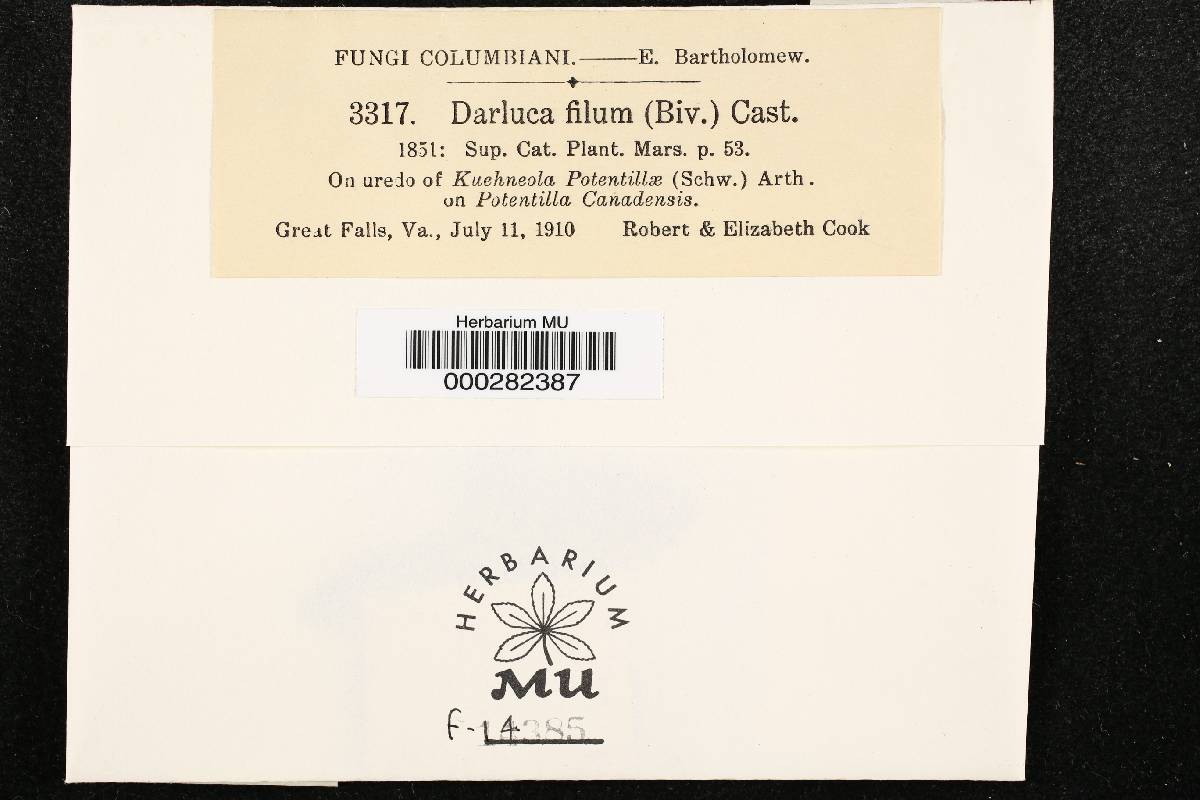 FUNGI COLUMBIANI.——E. Bartholomew.
3317. Darluca filum (Biv.) Cast.
1851: Sup. Cat. Plant. Mars. p. 53.
On uredo of Kuehneola Potentillæ (Schw.) Arth.
on Potentilla Canadensis.
Great Falls, Va., July 11, 1910 Robert & Elizabeth Cook
Herbarium MU
000282387
HERBARIUM
MU
F-14385